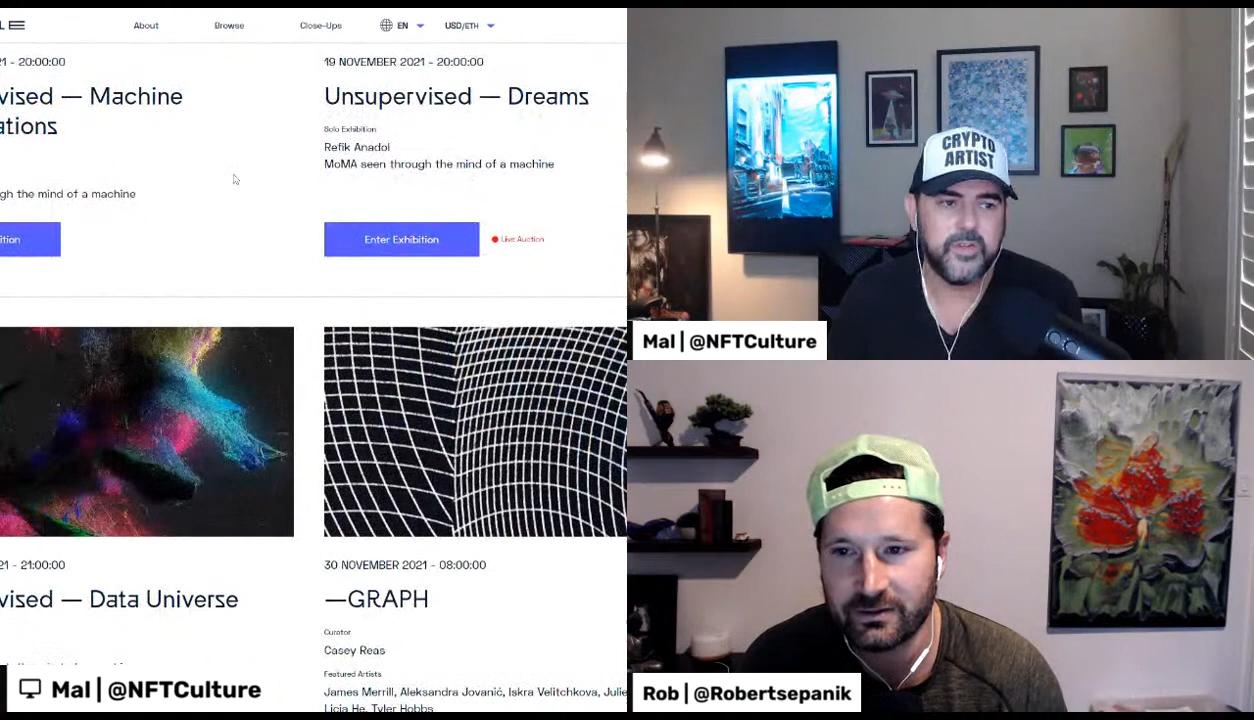 L
About
Browse
Close-Ups
EN
USD/ETH
21 - 20:00:00
19 NOVEMBER 2021 - 20:00:00
vised — Machine
ations
Unsupervised — Dreams
Solo Exhibition
Refik Anadol
MoMA seen through the mind of a machine
gh the mind of a machine
ition
Enter Exhibition
Live Auction
21 - 21:00:00
30 NOVEMBER 2021 - 08:00:00
vised — Data Universe
—GRAPH
Curator
Casey Reas
Featured Artists
James Merrill, Aleksandra Jovanić, Iskra Velitchkova, Julie
Licia He, Tyler Hobbs
Mal | @NFTCulture
CRYPTO
ARTIST
Mal | @NFTCulture
Rob | @Robertsepanik